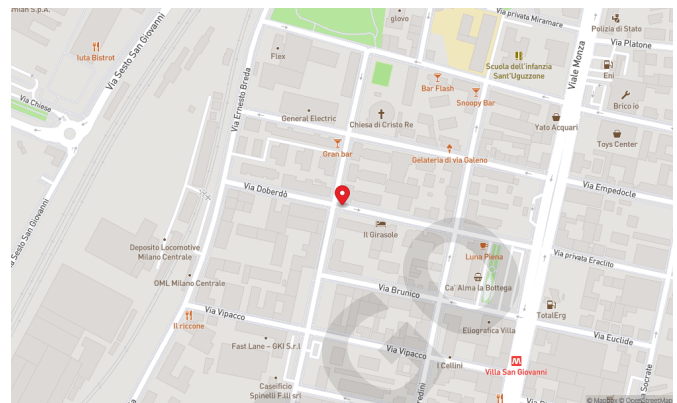 mian S.p.A.
glovo
Via privata Miramare
Polizia di Stato
Via Platone
Iuta Bistrot
Via Sesto San Giovanni
Flex
Scuola dell'infanzia
Sant'Uguzzone
Viale Monza
Eni
Via Chiese
Via Ernesto Breda
Bar Flash
Snoopy Bar
Brico io
General Electric
Chiesa di Cristo Re
Yato Acquari
Toys Center
Gran bar
Gelateria di via Galeno
Via Doberdò
Via Empedocle
Via Sesto San Giovanni
Il Girasole
Deposito Locomotive
Milano Centrale
Luna Piena
Via privata Eraclito
OML Milano Centrale
Via Brunico
Ca' Alma la Bottega
TotalErg
Il riccone
Via Vipacco
Eliografica Villa
Via Euclide
Fast Lane – GKI S.r.l.
Via Vipacco
I Cellini
Villa San Giovanni
Caseificio
Spinelli F.lli srl
redini
Socrate
GS
© Mapbox © OpenStreetMap